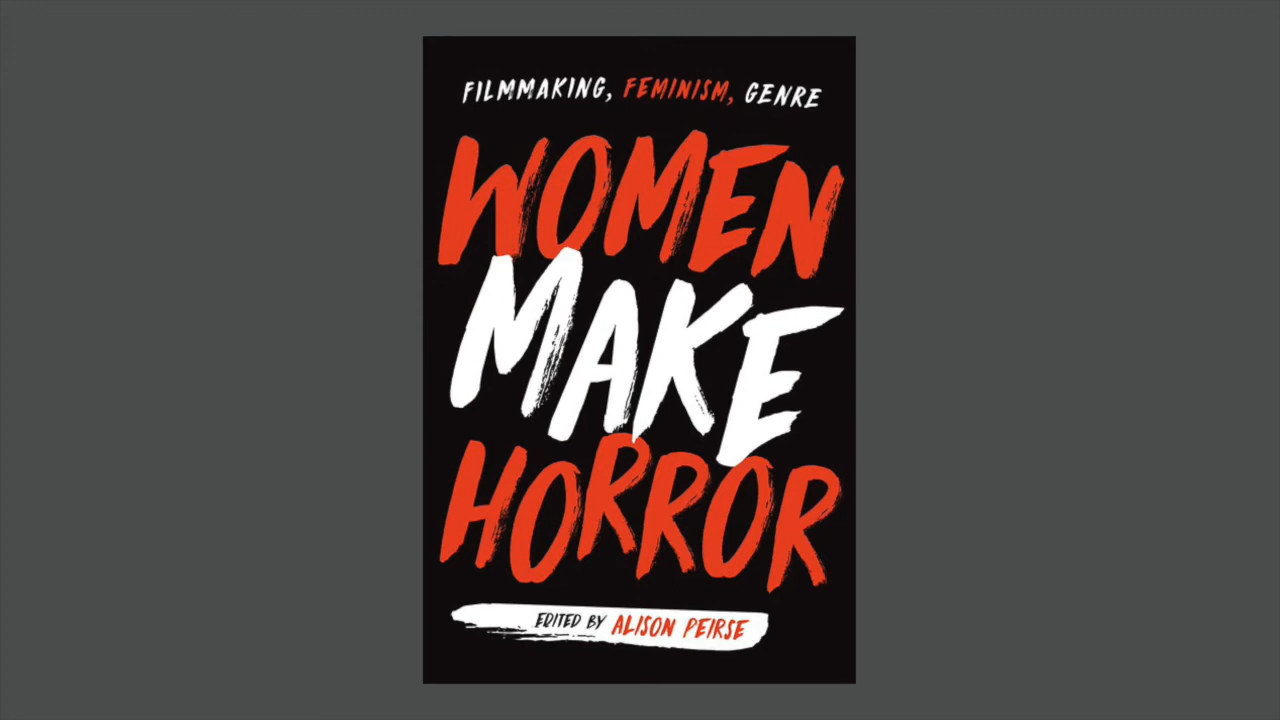 FILMMAKING, FEMINISM, GENRE
WOMEN
MAKE
HORROR
EDITED BY ALISON PEIRSE